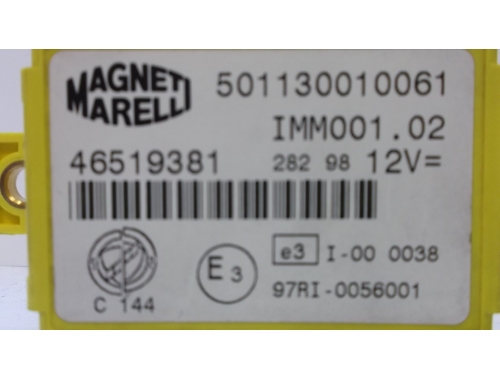 MAGNETI MARELLI
501130010061
IMM001.02
46519381 282 98 12V=
C 144
E3
e3 I-00 0038
97RI-0056001